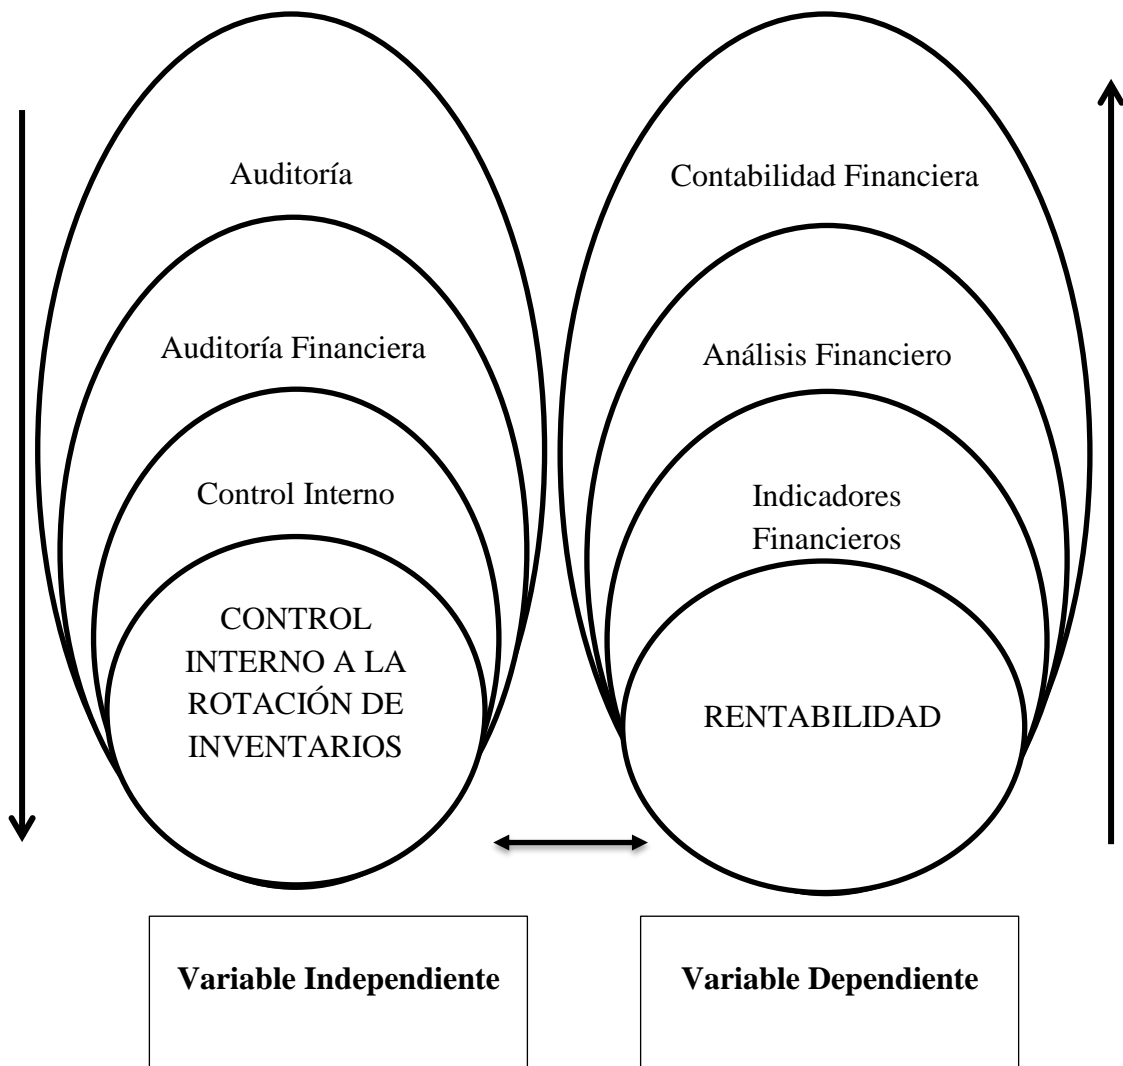 Auditoría
Auditoría Financiera
Control Interno
CONTROL
INTERNO A LA
ROTACIÓN DE
INVENTARIOS
Contabilidad Financiera
Análisis Financiero
Indicadores
Financieros
RENTABILIDAD
Variable Independiente
Variable Dependiente